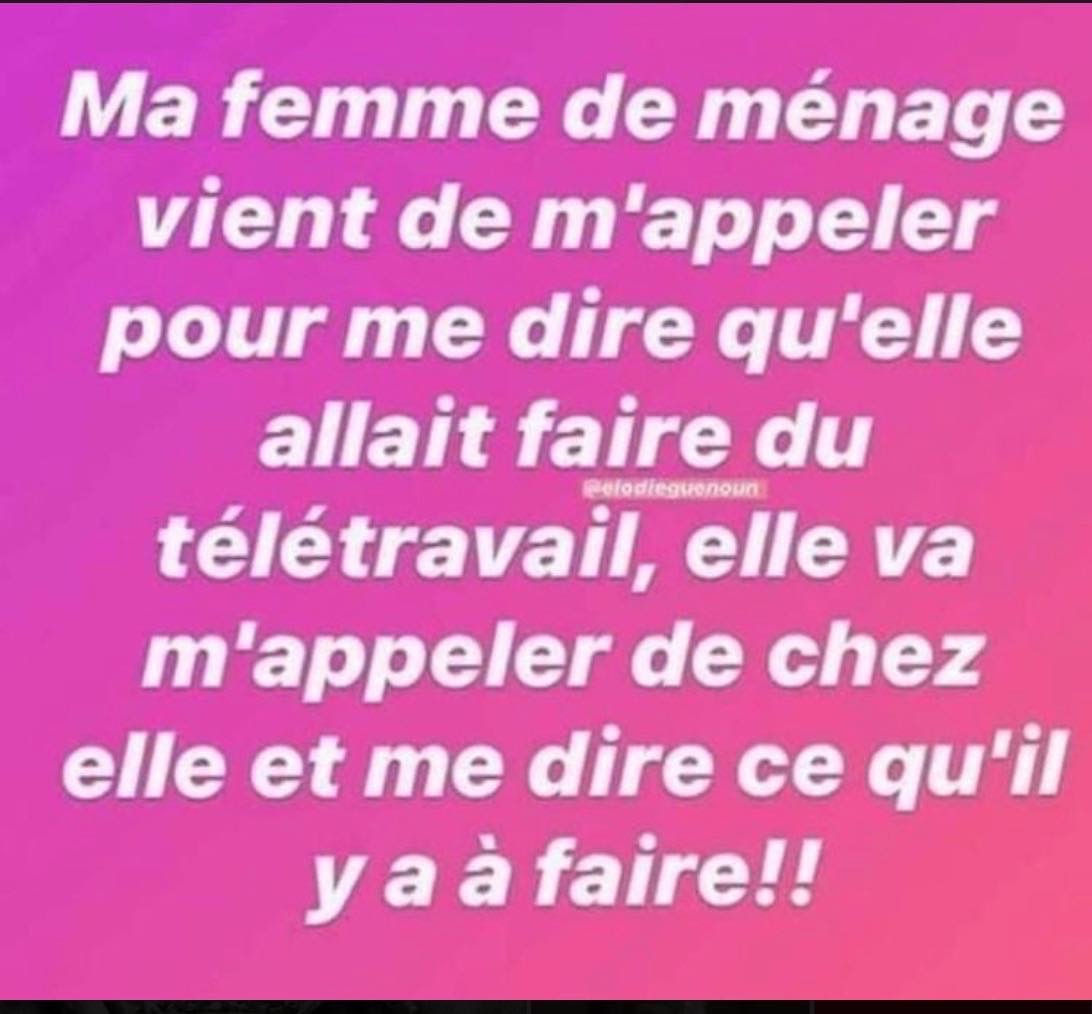 Ma femme de ménage
vient de m'appeler
pour me dire qu'elle
allait faire du
@elodieguenoun
télétravail, elle va
m'appeler de chez
elle et me dire ce qu'il
y a à faire!!